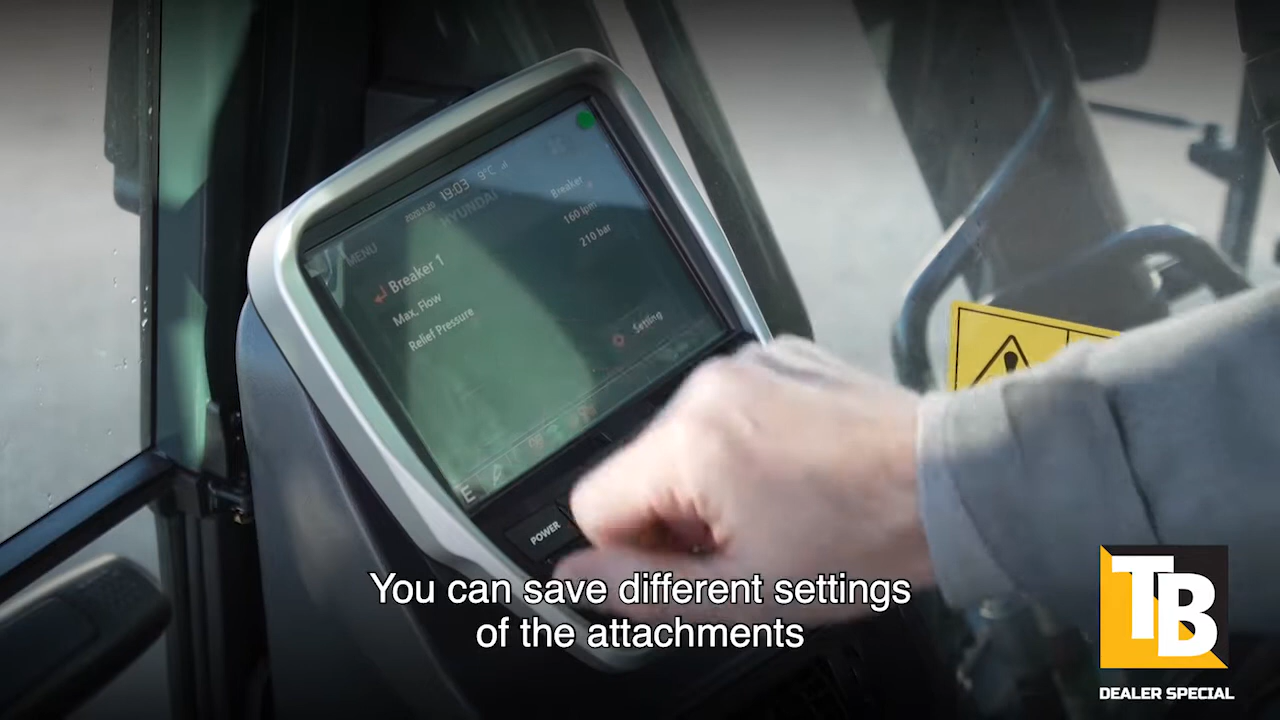 19:03
9°C
HYUNDAI
MENU
Breaker
160 lpm
210 bar
Breaker 1
Max. Flow
Relief Pressure
Setting
E
POWER
You can save different settings
of the attachments
TB
DEALER SPECIAL